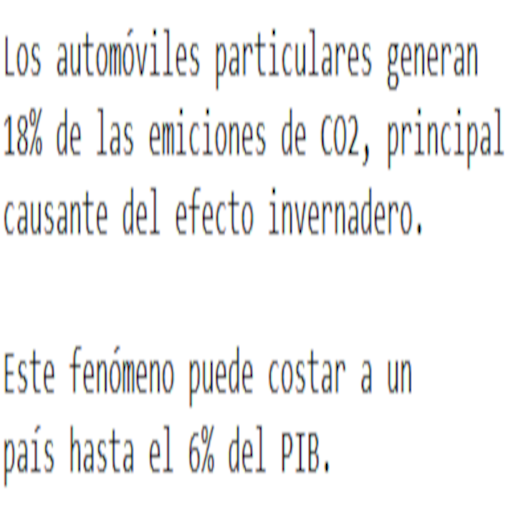 Los automóviles particulares generan
18% de las emiciones de CO2, principal
causante del efecto invernadero.
Este fenómeno puede costar a un
país hasta el 6% del PIB.